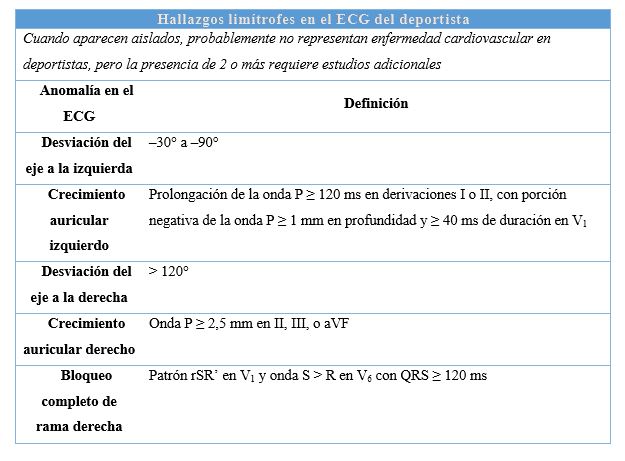 Hallazgos limítrofes en el ECG del deportista
Cuando aparecen aislados, probablemente no representan enfermedad cardiovascular en
deportistas, pero la presencia de 2 o más requiere estudios adicionales
Anomalía en el
ECG
Definición
Desviación del
eje a la izquierda
–30° a –90°
Crecimiento
auricular
izquierdo
Prolongación de la onda P ≥ 120 ms en derivaciones I o II, con porción
negativa de la onda P ≥ 1 mm en profundidad y ≥ 40 ms de duración en V₁
Desviación del
eje a la derecha
> 120°
Crecimiento
auricular derecho
Onda P ≥ 2,5 mm en II, III, o aVF
Bloqueo
completo de
rama derecha
Patrón rSR’ en V₁ y onda S > R en V₆ con QRS ≥ 120 ms